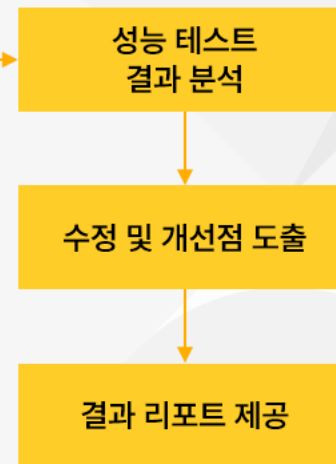 성능 테스트
결과 분석
수정 및 개선점 도출
결과 리포트 제공